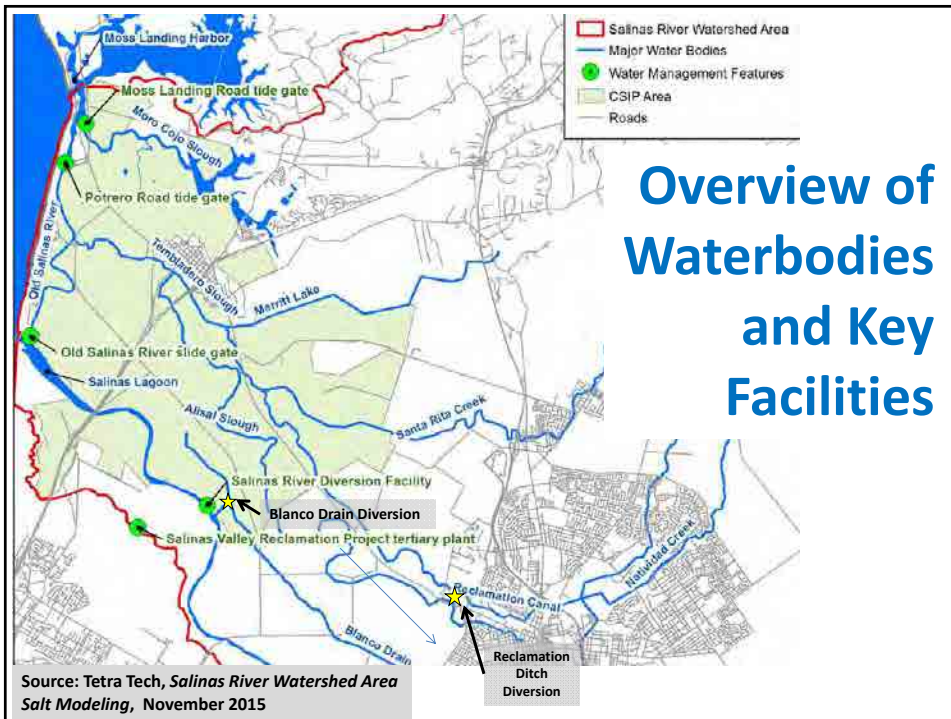 Moss Landing Harbor
Moss Landing Road tide gate
Moro Cojo Slough
Potrero Road tide gate
Old Salinas River
Tembladero Slough
Merritt Lake
Old Salinas River slide gate
Salinas Lagoon
Alisal Slough
Santa Rita Creek
Salinas River Diversion Facility
Blanco Drain Diversion
Salinas Valley Reclamation Project tertiary plant
Natividad Creek
Reclamation Canal
Blanco Drain
Reclamation
Ditch
Diversion
Salinas River Watershed Area
Major Water Bodies
Water Management Features
CSIP Area
Roads
Overview of
Waterbodies
and Key
Facilities
Source: Tetra Tech, Salinas River Watershed Area
Salt Modeling, November 2015